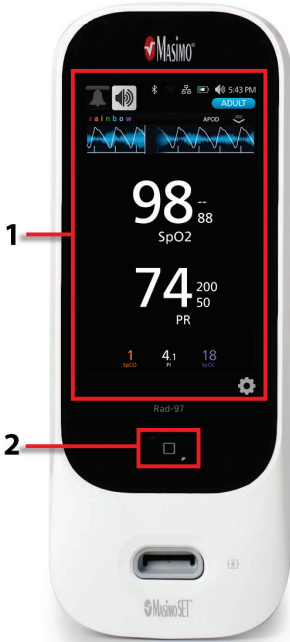 Masimo®
5:43 PM
ADULT
rainbow
APOD
98 --
88
SpO2
74 200
50
PR
1 4.1 18
SpCO PI SpOC
Rad-97
1
2
Masimo SET®